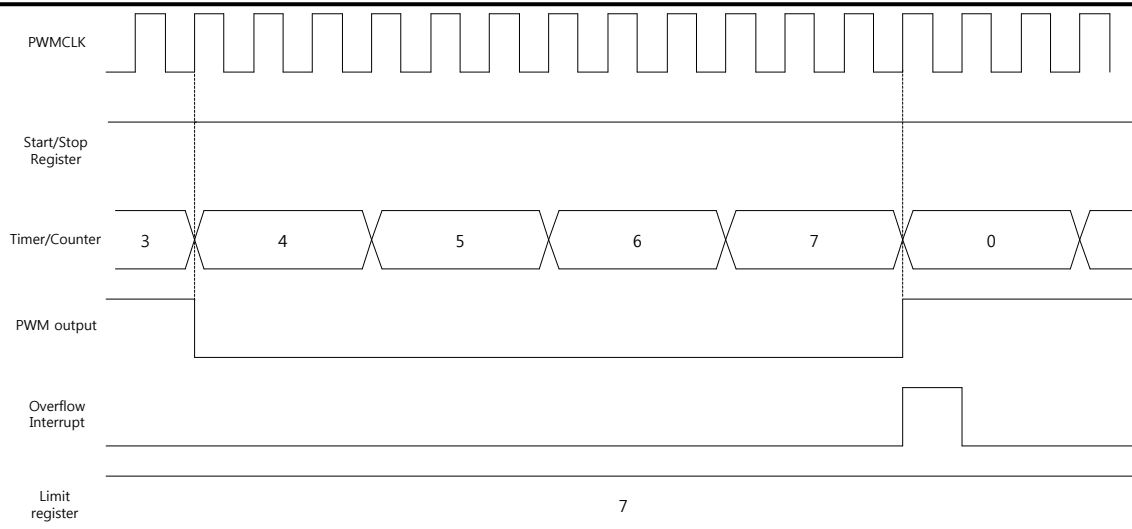 PWMCLK
Start/Stop
Register
Timer/Counter 3 4 5 6 7 0
PWM output
Overflow
Interrupt
Limit
register
7